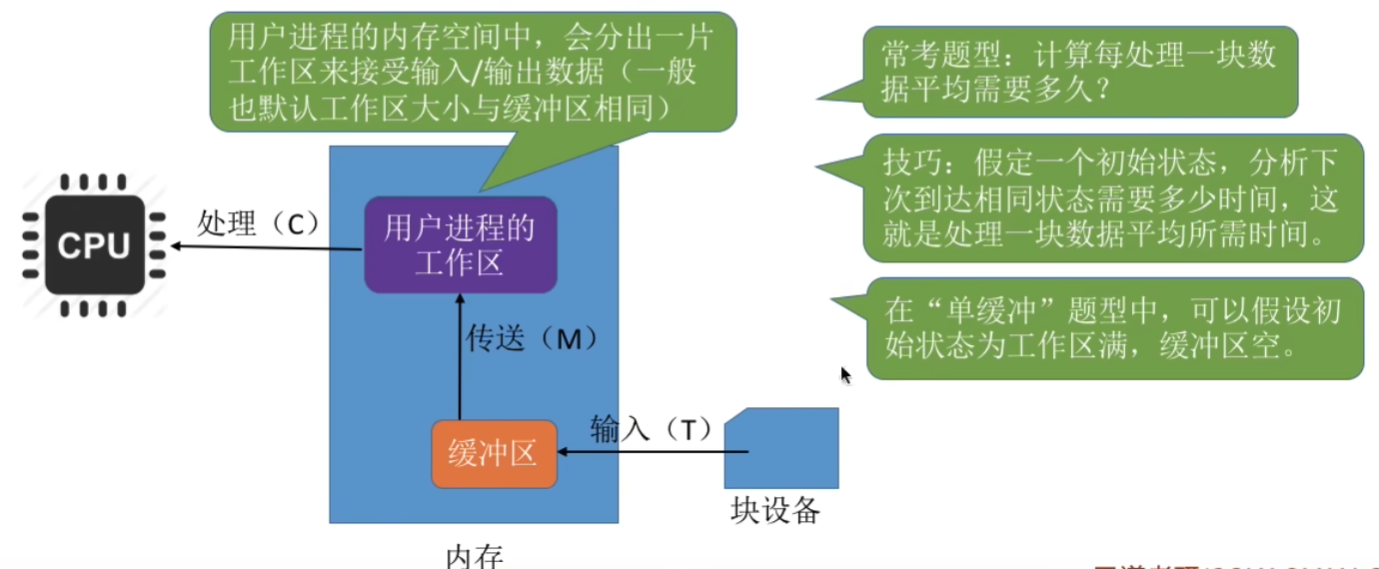 用户进程的内存空间中，会分出一片
工作区来接受输入/输出数据（一般
也默认工作区大小与缓冲区相同）
常考题型：计算每处理一块数
据平均需要多久？
技巧：假定一个初始状态，分析下
次到达相同状态需要多少时间，这
就是处理一块数据平均所需时间。
在“单缓冲”题型中，可以假设初
始状态为工作区满，缓冲区空。
CPU
处理（C）
用户进程的
工作区
传送（M）
缓冲区
输入（T）
块设备
内存